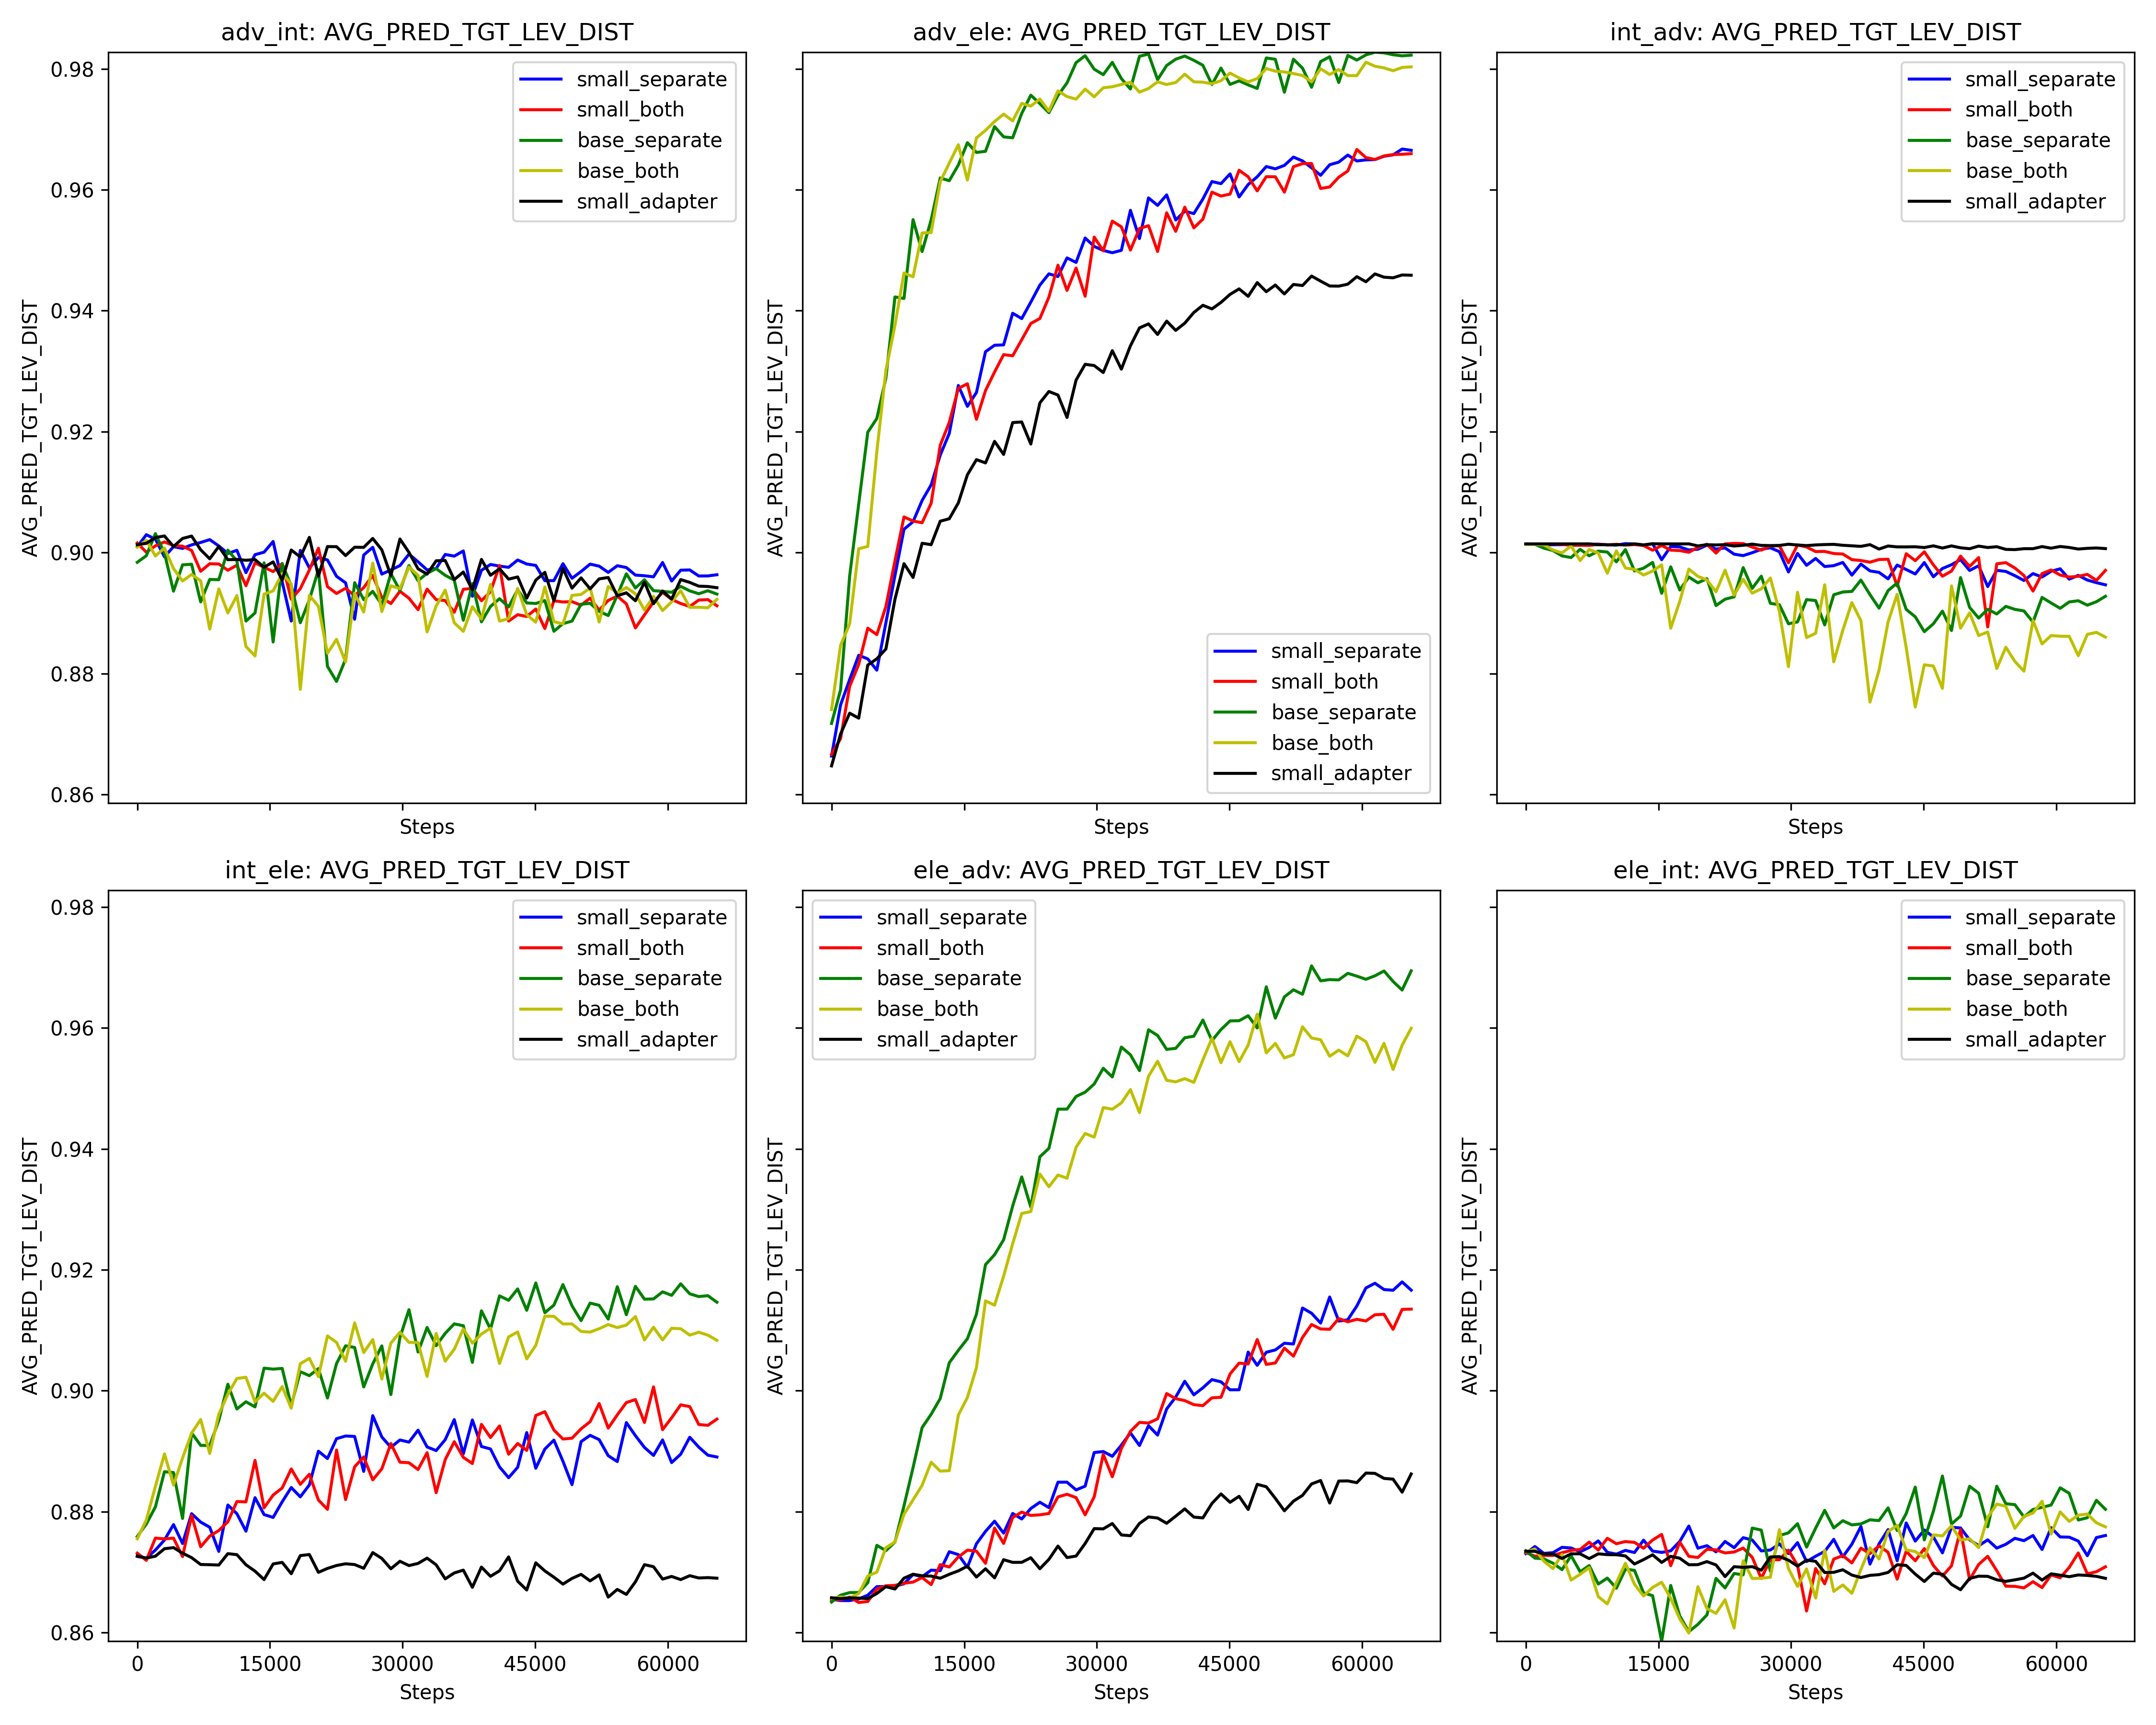 adv_int: AVG_PRED_TGT_LEV_DIST
AVG_PRED_TGT_LEV_DIST
0.98
0.96
0.94
0.92
0.90
0.88
0.86
small_separate
small_both
base_separate
base_both
small_adapter
Steps
adv_ele: AVG_PRED_TGT_LEV_DIST
AVG_PRED_TGT_LEV_DIST
small_separate
small_both
base_separate
base_both
small_adapter
Steps
int_adv: AVG_PRED_TGT_LEV_DIST
AVG_PRED_TGT_LEV_DIST
small_separate
small_both
base_separate
base_both
small_adapter
Steps
int_ele: AVG_PRED_TGT_LEV_DIST
AVG_PRED_TGT_LEV_DIST
0.98
0.96
0.94
0.92
0.90
0.88
0.86
small_separate
small_both
base_separate
base_both
small_adapter
0 15000 30000 45000 60000
Steps
ele_adv: AVG_PRED_TGT_LEV_DIST
AVG_PRED_TGT_LEV_DIST
small_separate
small_both
base_separate
base_both
small_adapter
0 15000 30000 45000 60000
Steps
ele_int: AVG_PRED_TGT_LEV_DIST
AVG_PRED_TGT_LEV_DIST
small_separate
small_both
base_separate
base_both
small_adapter
0 15000 30000 45000 60000
Steps